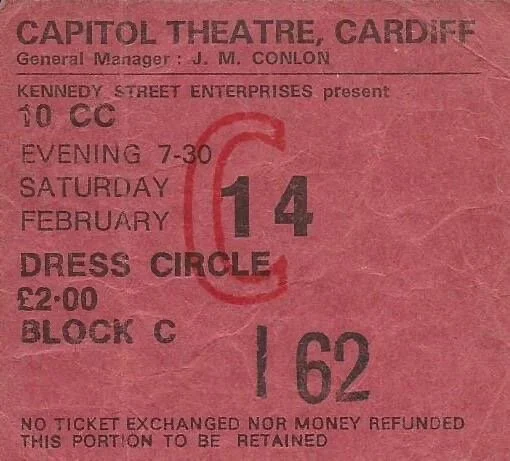 CAPITOL THEATRE, CARDIFF
General Manager : J. M. CONLON
KENNEDY STREET ENTERPRISES present
10 CC
EVENING 7-30
SATURDAY
FEBRUARY 14
C
DRESS CIRCLE
£2·00
BLOCK C
I 62
NO TICKET EXCHANGED NOR MONEY REFUNDED
THIS PORTION TO BE RETAINED